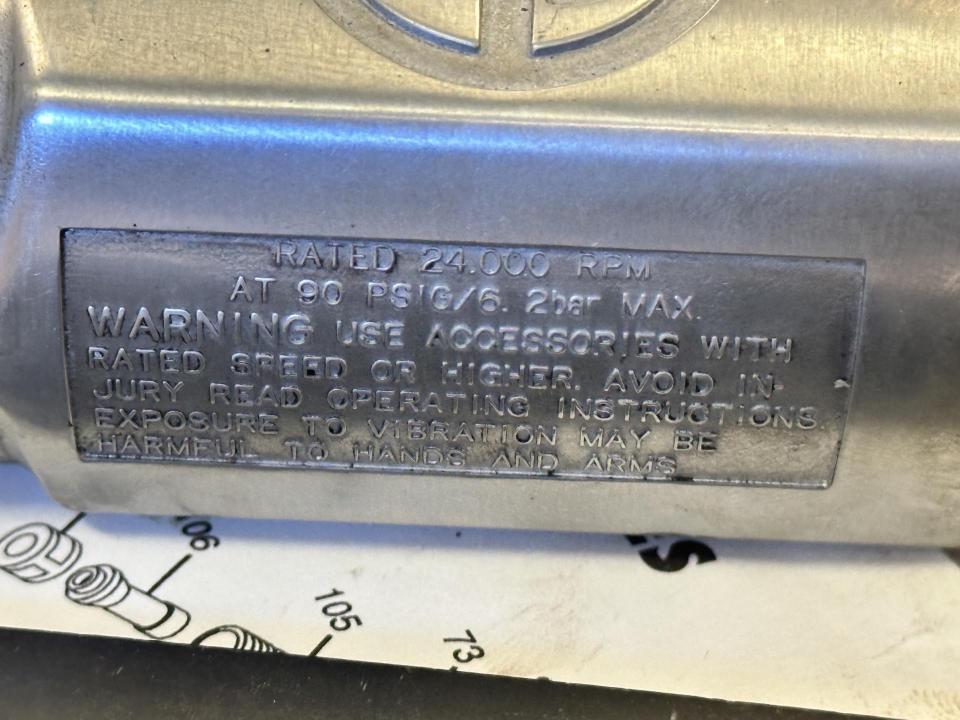 RATED 24.000 RPM
AT 90 PSIG/6. 2bar MAX.
WARNING USE ACCESSORIES WITH
RATED SPEED OR HIGHER. AVOID IN-
JURY READ OPERATING INSTRUCTIONS.
EXPOSURE TO VIBRATION MAY BE
HARMFUL TO HANDS AND ARMS
106
105
73